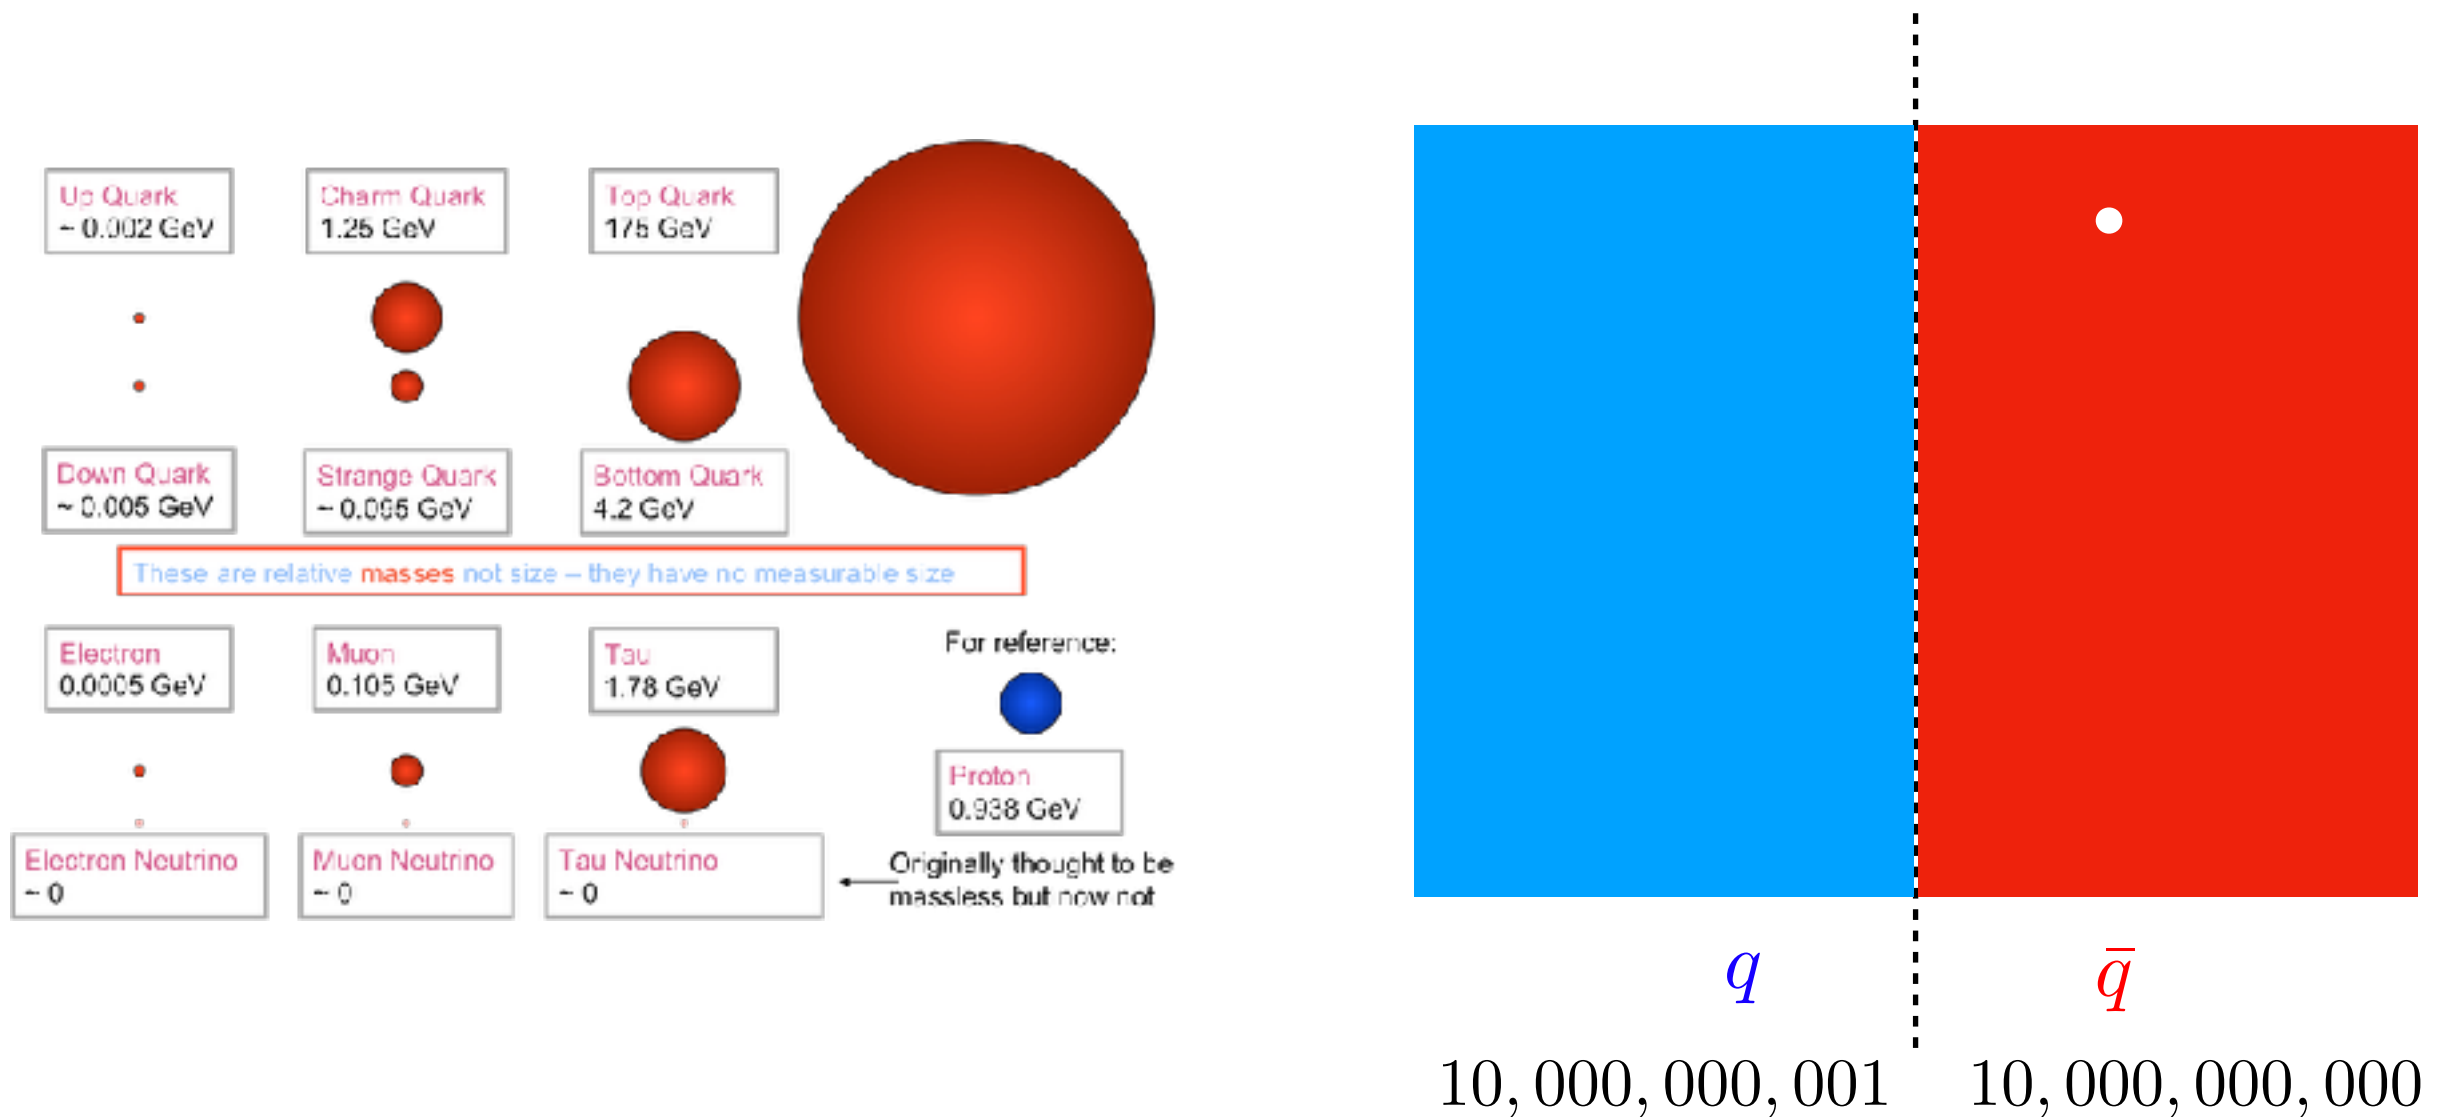 Up Quark
~ 0.002 GeV
Charm Quark
1.25 GeV
Top Quark
175 GeV
Down Quark
~ 0.005 GeV
Strange Quark
~ 0.095 GeV
Bottom Quark
4.2 GeV
These are relative masses not size – they have no measurable size
Electron
0.0005 GeV
Muon
0.105 GeV
Tau
1.78 GeV
For reference:
Proton
0.938 GeV
Electron Neutrino
~ 0
Muon Neutrino
~ 0
Tau Neutrino
~ 0
Originally thought to be
massless but now not
q
q̄
10,000,000,001
10,000,000,000